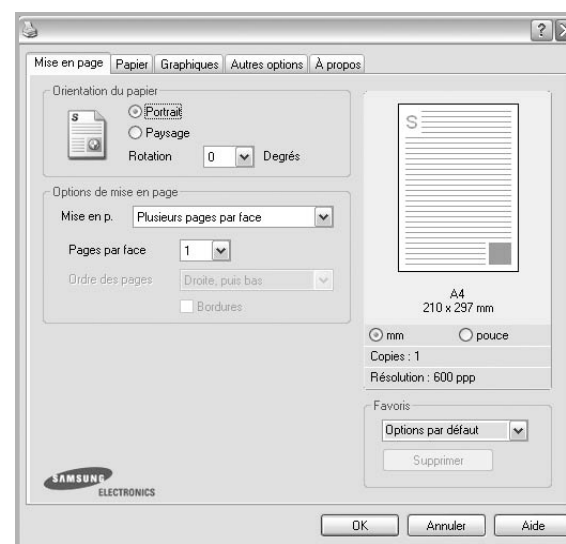 Mise en page Papier Graphiques Autres options À propos
Orientation du papier
S
Portrait
Paysage
Rotation 0 Degrés
Options de mise en page
Mise en p. Plusieurs pages par face
Pages par face 1
Ordre des pages Droite, puis bas
Bordures
S
A4
210 x 297 mm
mm pouce
Copies : 1
Résolution : 600 ppp
Favoris
Options par défaut
Supprimer
SAMSUNG
ELECTRONICS
OK Annuler Aide